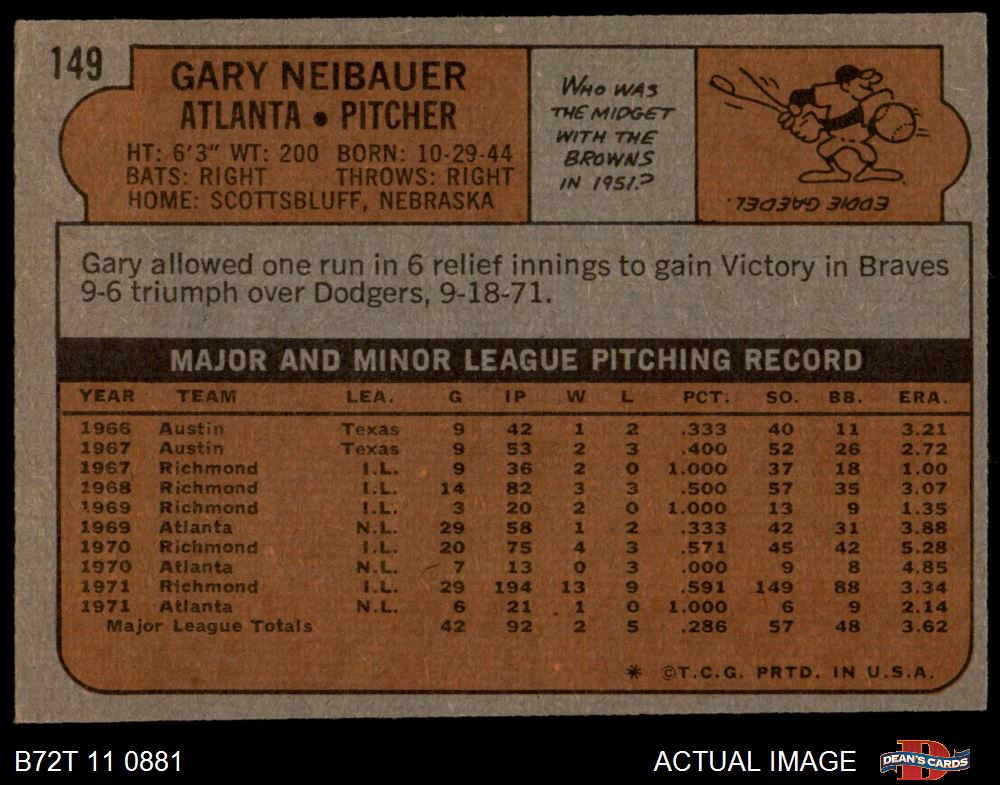 149
GARY NEIBAUER
ATLANTA • PITCHER
HT: 6'3" WT: 200 BORN: 10-29-44
BATS: RIGHT THROWS: RIGHT
HOME: SCOTTSBLUFF, NEBRASKA
WHO WAS
THE MIDGET
WITH THE
BROWNS
IN 1951?
EDDIE GAEDEL
Gary allowed one run in 6 relief innings to gain Victory in Braves
9-6 triumph over Dodgers, 9-18-71.
MAJOR AND MINOR LEAGUE PITCHING RECORD
YEAR TEAM LEA. G IP W L PCT. SO. BB. ERA.
1966 Austin Texas 9 42 1 2 .333 40 11 3.21
1967 Austin Texas 9 53 2 3 .400 52 26 2.72
1967 Richmond I.L. 9 36 2 0 1.000 37 18 1.00
1968 Richmond I.L. 14 82 3 3 .500 57 35 3.07
1969 Richmond I.L. 3 20 2 0 1.000 13 9 1.35
1969 Atlanta N.L. 29 58 1 2 .333 42 31 3.88
1970 Richmond I.L. 20 75 4 3 .571 45 42 5.28
1970 Atlanta N.L. 7 13 0 3 .000 9 8 4.85
1971 Richmond I.L. 29 194 13 9 .591 149 88 3.34
1971 Atlanta N.L. 6 21 1 0 1.000 6 9 2.14
Major League Totals 42 92 2 5 .286 57 48 3.62
* ©T.C.G. PRTD. IN U.S.A.
B72T 11 0881
ACTUAL IMAGE
D
DEAN'S CARDS